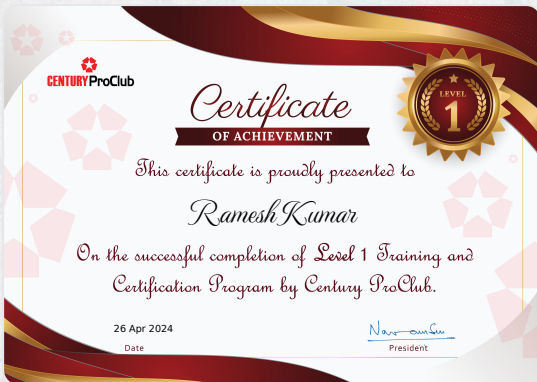 CENTURY ProClub
Certificate
OF ACHIEVEMENT
LEVEL
1
This certificate is proudly presented to
Ramesh Kumar
On the successful completion of Level 1 Training and
Certification Program by Century ProClub.
26 Apr 2024
Date
President